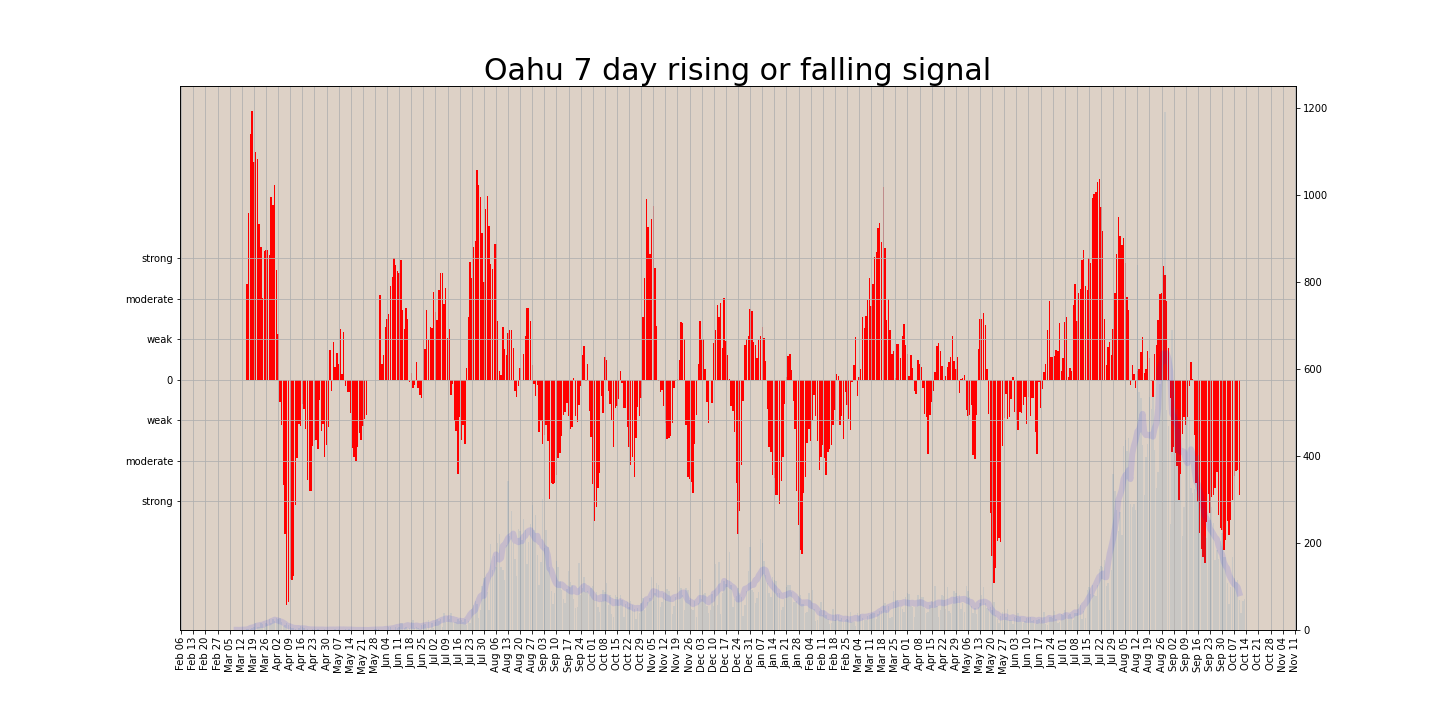 Oahu 7 day rising or falling signal
strong
moderate
weak
0
weak
moderate
strong
1200
1000
800
600
400
200
0
Feb 06
Feb 13
Feb 20
Feb 27
Mar 05
Mar 12
Mar 19
Mar 26
Apr 02
Apr 09
Apr 16
Apr 23
Apr 30
May 07
May 14
May 21
May 28
Jun 04
Jun 11
Jun 18
Jun 25
Jul 02
Jul 09
Jul 16
Jul 23
Jul 30
Aug 06
Aug 13
Aug 20
Aug 27
Sep 03
Sep 10
Sep 17
Sep 24
Oct 01
Oct 08
Oct 15
Oct 22
Oct 29
Nov 05
Nov 12
Nov 19
Nov 26
Dec 03
Dec 10
Dec 17
Dec 24
Dec 31
Jan 07
Jan 14
Jan 21
Jan 28
Feb 04
Feb 11
Feb 18
Feb 25
Mar 04
Mar 11
Mar 18
Mar 25
Apr 01
Apr 08
Apr 15
Apr 22
Apr 29
May 06
May 13
May 20
May 27
Jun 03
Jun 10
Jun 17
Jun 24
Jul 01
Jul 08
Jul 15
Jul 22
Jul 29
Aug 05
Aug 12
Aug 19
Aug 26
Sep 02
Sep 09
Sep 16
Sep 23
Sep 30
Oct 07
Oct 14
Oct 21
Oct 28
Nov 04
Nov 11